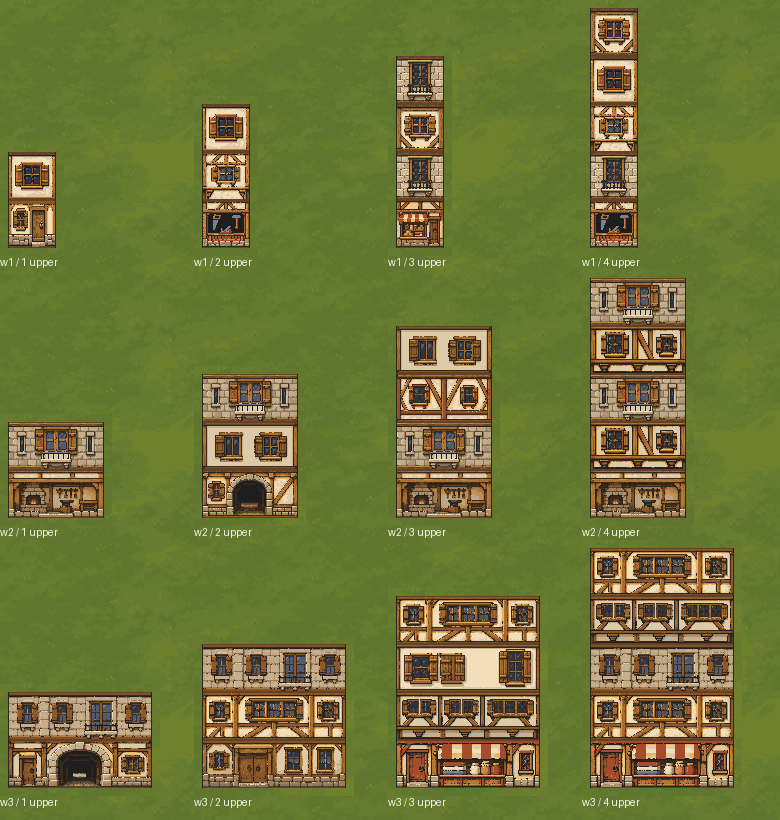 w1 / 1 upper
w1 / 2 upper
w1 / 3 upper
w1 / 4 upper
w2 / 1 upper
w2 / 2 upper
w2 / 3 upper
w2 / 4 upper
w3 / 1 upper
w3 / 2 upper
w3 / 3 upper
w3 / 4 upper